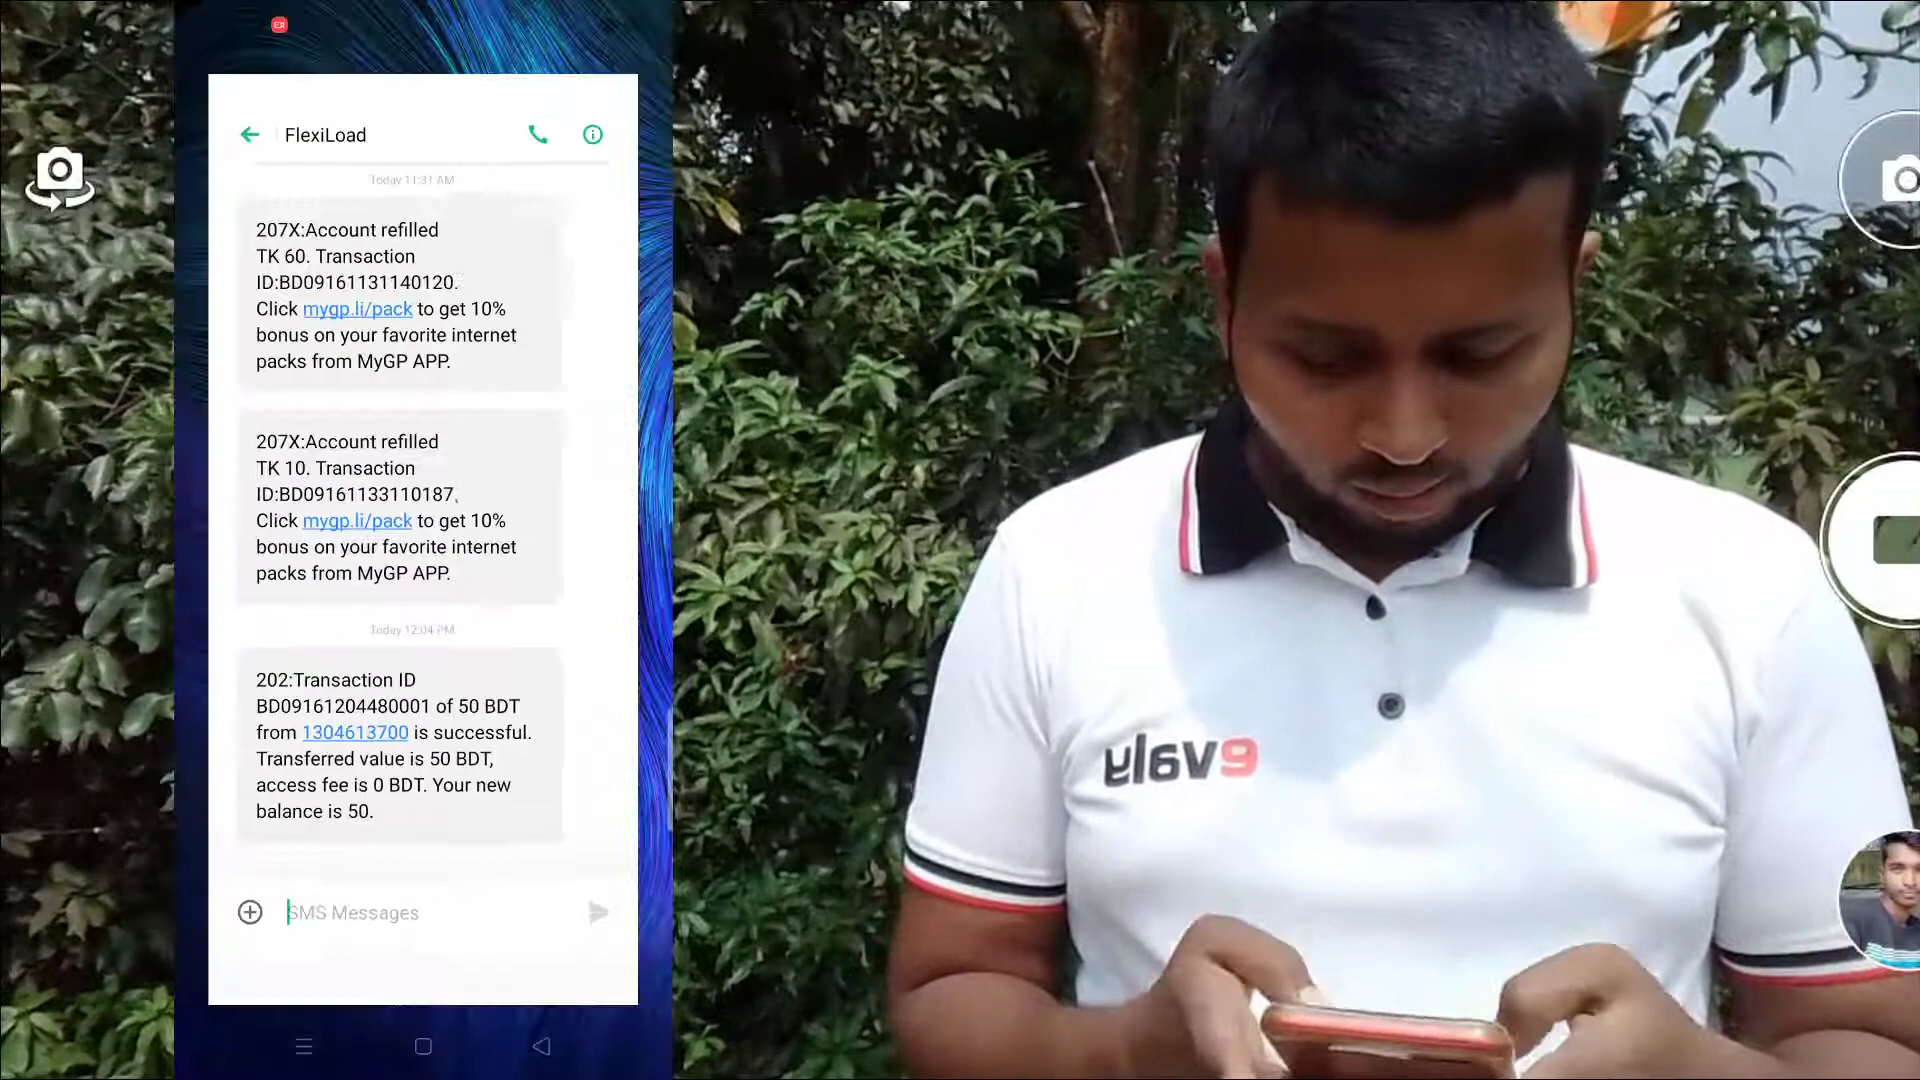 FlexiLoad
Today 11:31 AM
207X:Account refilled
TK 60. Transaction
ID:BD09161131140120.
Click mygp.li/pack to get 10%
bonus on your favorite internet
packs from MyGP APP.
207X:Account refilled
TK 10. Transaction
ID:BD09161133110187.
Click mygp.li/pack to get 10%
bonus on your favorite internet
packs from MyGP APP.
Today 12:04 PM
202:Transaction ID
BD09161204480001 of 50 BDT
from 1304613700 is successful.
Transferred value is 50 BDT,
access fee is 0 BDT. Your new
balance is 50.
SMS Messages
evaly